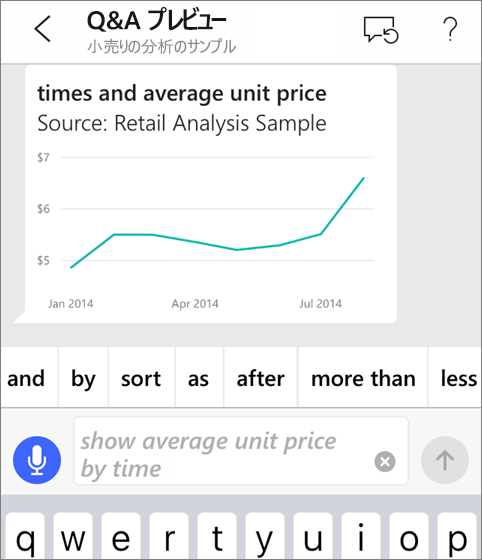 Q&A プレビュー
小売りの分析のサンプル
?
times and average unit price
Source: Retail Analysis Sample
$7
$6
$5
Jan 2014 Apr 2014 Jul 2014
and by sort as after more than less
show average unit price
by time
q w e r t y u i o p